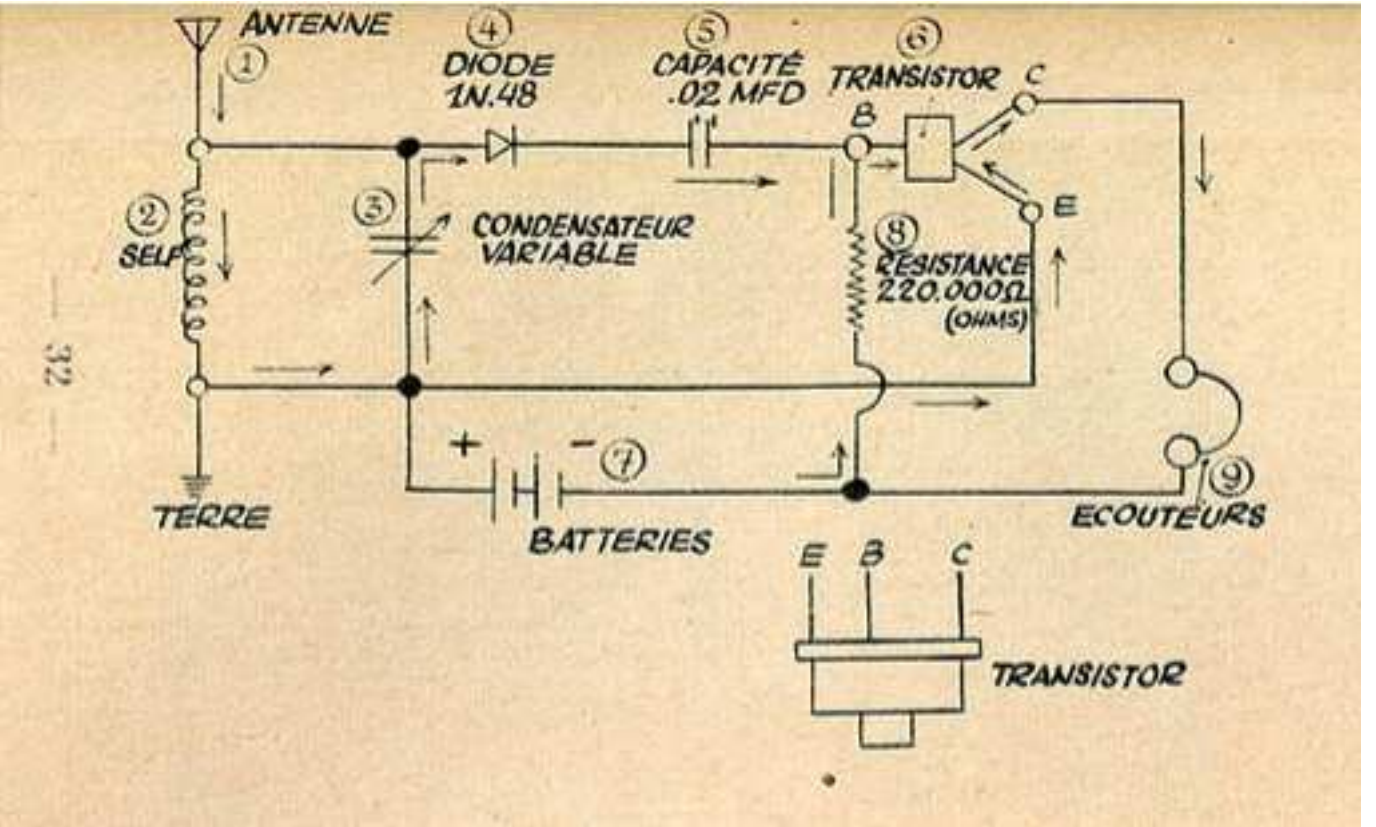 ANTENNE
1
4
DIODE
1N.48
5
CAPACITÉ
.02 MFD
6
TRANSISTOR
C
B
E
2
SELF
3
CONDENSATEUR
VARIABLE
8
RESISTANCE
220.000Ω
(OHMS)
— 32 —
+
-
7
TERRE
BATTERIES
9
ECOUTEURS
E B C
TRANSISTOR